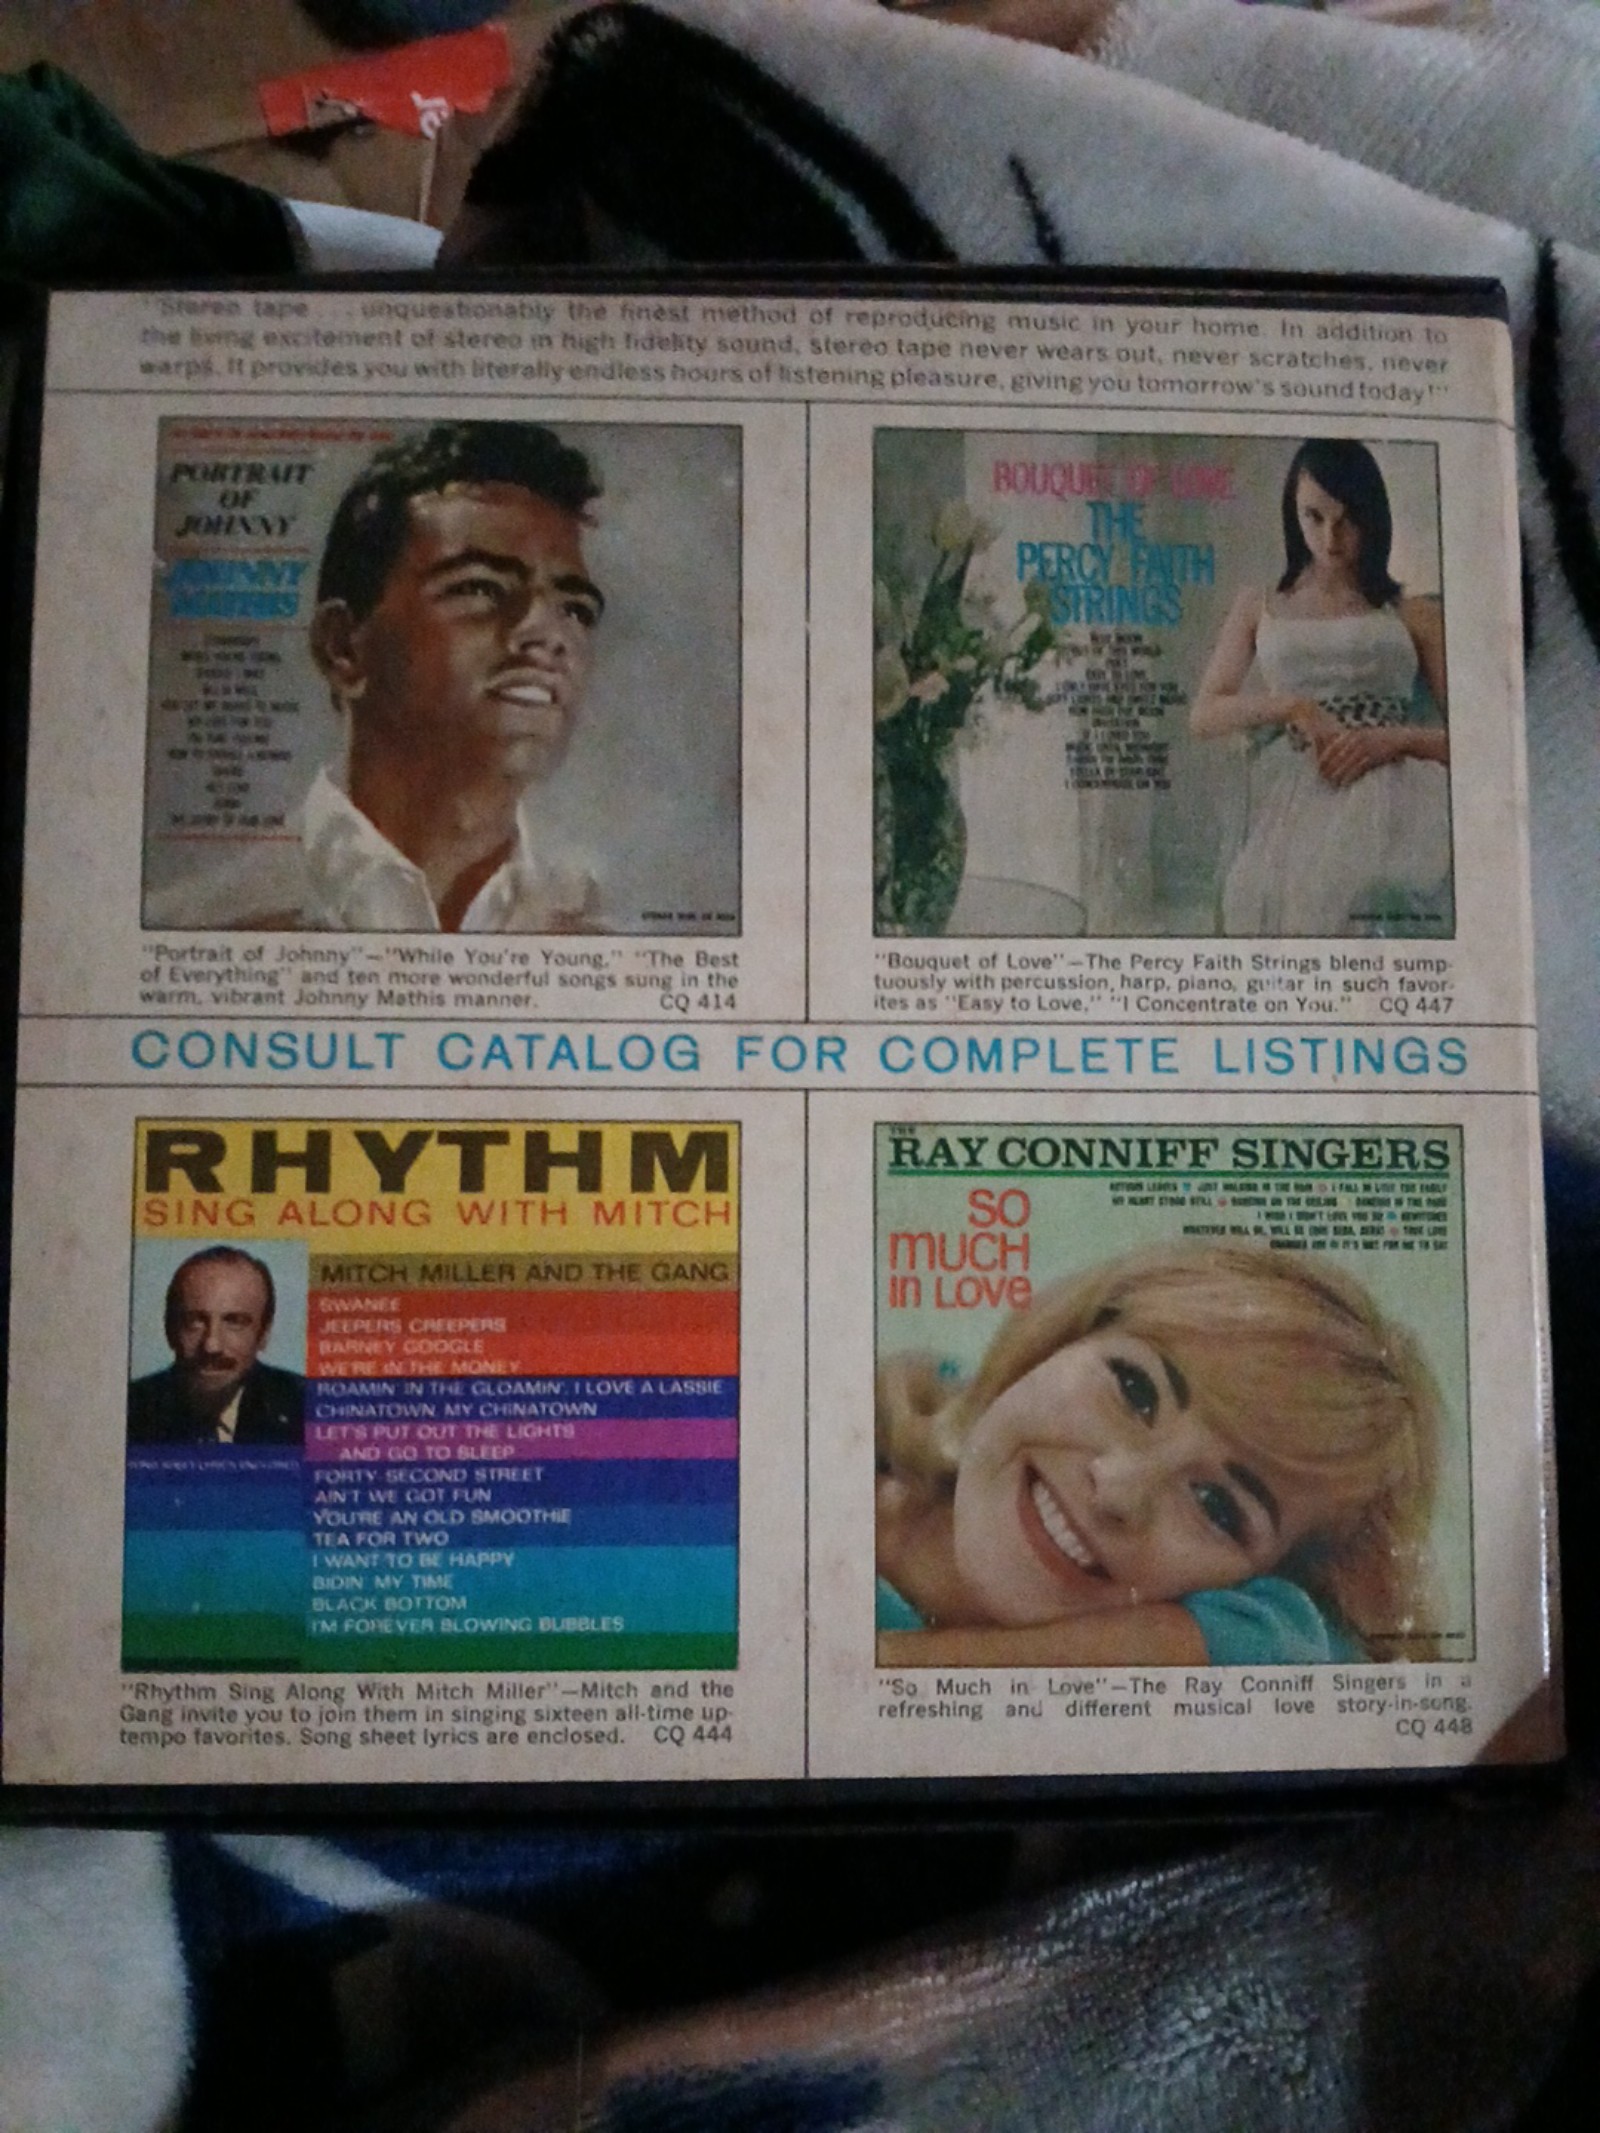 "Stereo tape . . . unquestionably the finest method of reproducing music in your home. In addition to
the living excitement of stereo in high fidelity sound, stereo tape never wears out, never scratches, never
warps. It provides you with literally endless hours of listening pleasure, giving you tomorrow's sound today!"
PORTRAIT
OF
JOHNNY
JOHNNY
MATHIS
"Portrait of Johnny"—"While You're Young," "The Best
of Everything" and ten more wonderful songs sung in the
warm, vibrant Johnny Mathis manner. CQ 414
BOUQUET OF LOVE
THE
PERCY FAITH
STRINGS
"Bouquet of Love"—The Percy Faith Strings blend sump-
tuously with percussion, harp, piano, guitar in such favor-
ites as "Easy to Love," "I Concentrate on You." CQ 447
CONSULT CATALOG FOR COMPLETE LISTINGS
RHYTHM
SING ALONG WITH MITCH
MITCH MILLER AND THE GANG
SWANEE
JEEPERS CREEPERS
BARNEY GOOGLE
WE'RE IN THE MONEY
ROAMIN' IN THE GLOAMIN', I LOVE A LASSIE
CHINATOWN, MY CHINATOWN
LET'S PUT OUT THE LIGHTS
AND GO TO SLEEP
FORTY-SECOND STREET
AIN'T WE GOT FUN
YOU'RE AN OLD SMOOTHIE
TEA FOR TWO
I WANT TO BE HAPPY
BIDIN' MY TIME
BLACK BOTTOM
I'M FOREVER BLOWING BUBBLES
"Rhythm Sing Along With Mitch Miller"—Mitch and the
Gang invite you to join them in singing sixteen all-time up-
tempo favorites. Song sheet lyrics are enclosed. CQ 444
THE
RAY CONNIFF SINGERS
SO
MUCH
IN LOVE
"So Much in Love"—The Ray Conniff Singers in a
refreshing and different musical love story-in-song.
CQ 448